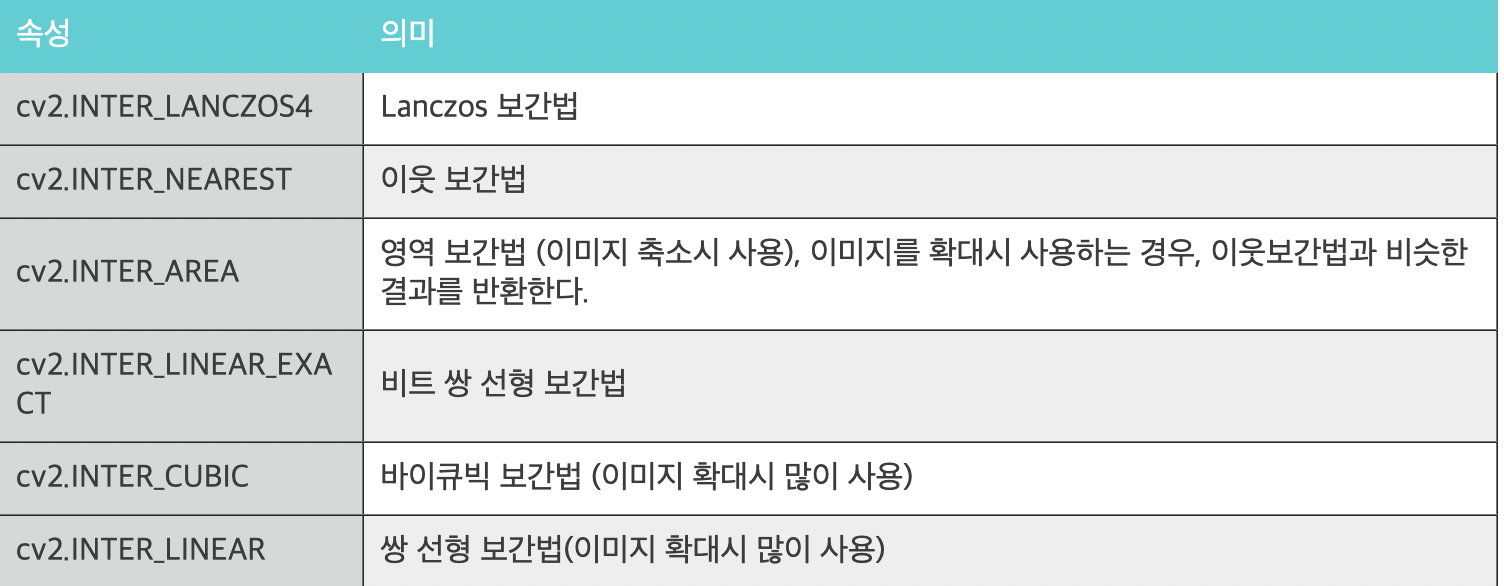 속성 의미
cv2.INTER_LANCZOS4 Lanczos 보간법
cv2.INTER_NEAREST 이웃 보간법
cv2.INTER_AREA 영역 보간법 (이미지 축소시 사용), 이미지를 확대시 사용하는 경우, 이웃보간법과 비슷한
결과를 반환한다.
cv2.INTER_LINEAR_EXA
CT 비트 쌍 선형 보간법
cv2.INTER_CUBIC 바이큐빅 보간법 (이미지 확대시 많이 사용)
cv2.INTER_LINEAR 쌍 선형 보간법(이미지 확대시 많이 사용)